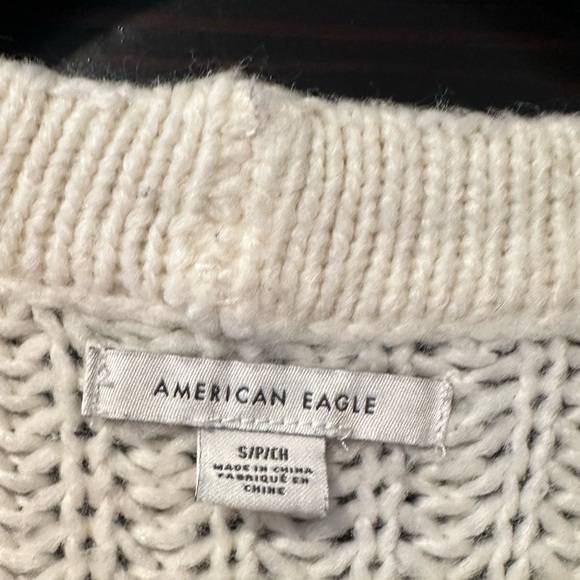 AMERICAN EAGLE
S/P/CH
MADE IN CHINA
FABRIQUÉ EN
CHINE